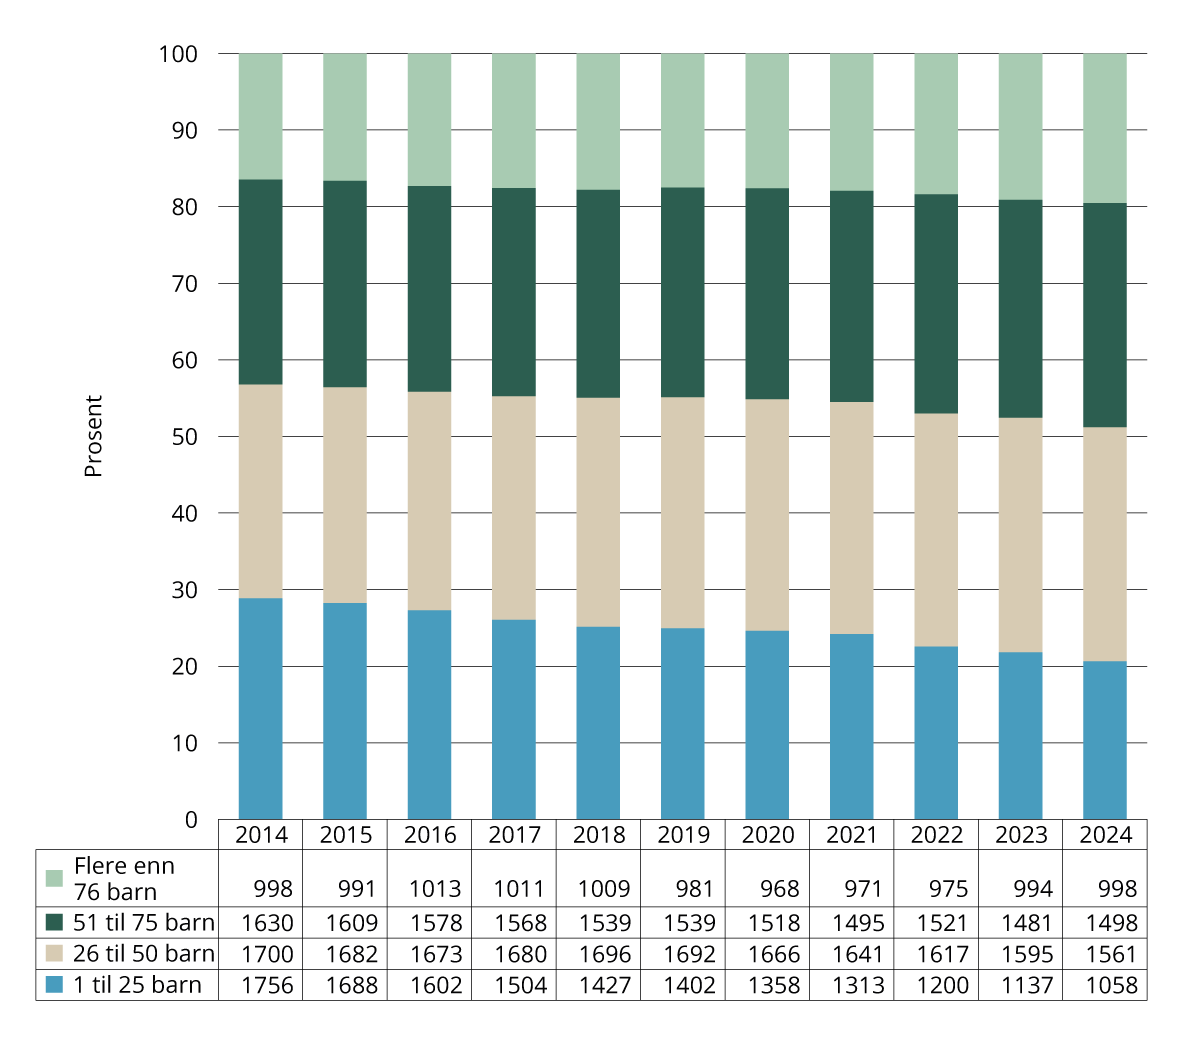 100
90
80
70
60
50
40
30
20
10
0
Prosent
2014 2015 2016 2017 2018 2019 2020 2021 2022 2023 2024
Flere enn
76 barn 998 991 1013 1011 1009 981 968 971 975 994 998
51 til 75 barn 1630 1609 1578 1568 1539 1539 1518 1495 1521 1481 1498
26 til 50 barn 1700 1682 1673 1680 1696 1692 1666 1641 1617 1595 1561
1 til 25 barn 1756 1688 1602 1504 1427 1402 1358 1313 1200 1137 1058